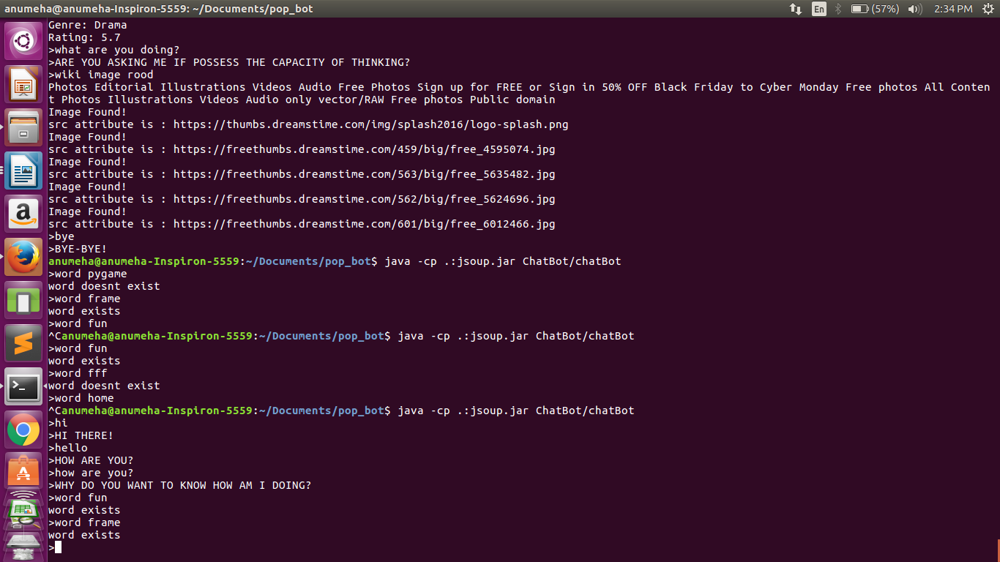 anumeha@anumeha-Inspiron-5559: ~/Documents/pop_bot En (57%) 2:34 PM
Genre: Drama
Rating: 5.7
>what are you doing?
>ARE YOU ASKING ME IF POSSESS THE CAPACITY OF THINKING?
>wiki image rood
Photos Editorial Illustrations Videos Audio Free Photos Sign up for FREE or Sign in 50% OFF Black Friday to Cyber Monday Free photos All Conten
t Photos Illustrations Videos Audio only vector/RAW Free photos Public domain
Image Found!
src attribute is : https://thumbs.dreamstime.com/img/splash2016/logo-splash.png
Image Found!
src attribute is : https://freethumbs.dreamstime.com/459/big/free_4595074.jpg
Image Found!
src attribute is : https://freethumbs.dreamstime.com/563/big/free_5635482.jpg
Image Found!
src attribute is : https://freethumbs.dreamstime.com/562/big/free_5624696.jpg
Image Found!
src attribute is : https://freethumbs.dreamstime.com/601/big/free_6012466.jpg
>bye
>BYE-BYE!
anumeha@anumeha-Inspiron-5559:~/Documents/pop_bot$ java -cp .:jsoup.jar ChatBot/chatBot
>word pygame
word doesnt exist
>word frame
word exists
>word fun
^Canumeha@anumeha-Inspiron-5559:~/Documents/pop_bot$ java -cp .:jsoup.jar ChatBot/chatBot
>word fun
word exists
>word fff
word doesnt exist
>word home
^Canumeha@anumeha-Inspiron-5559:~/Documents/pop_bot$ java -cp .:jsoup.jar ChatBot/chatBot
>hi
>HI THERE!
>hello
>HOW ARE YOU?
>how are you?
>WHY DO YOU WANT TO KNOW HOW AM I DOING?
>word fun
word exists
>word frame
word exists
>